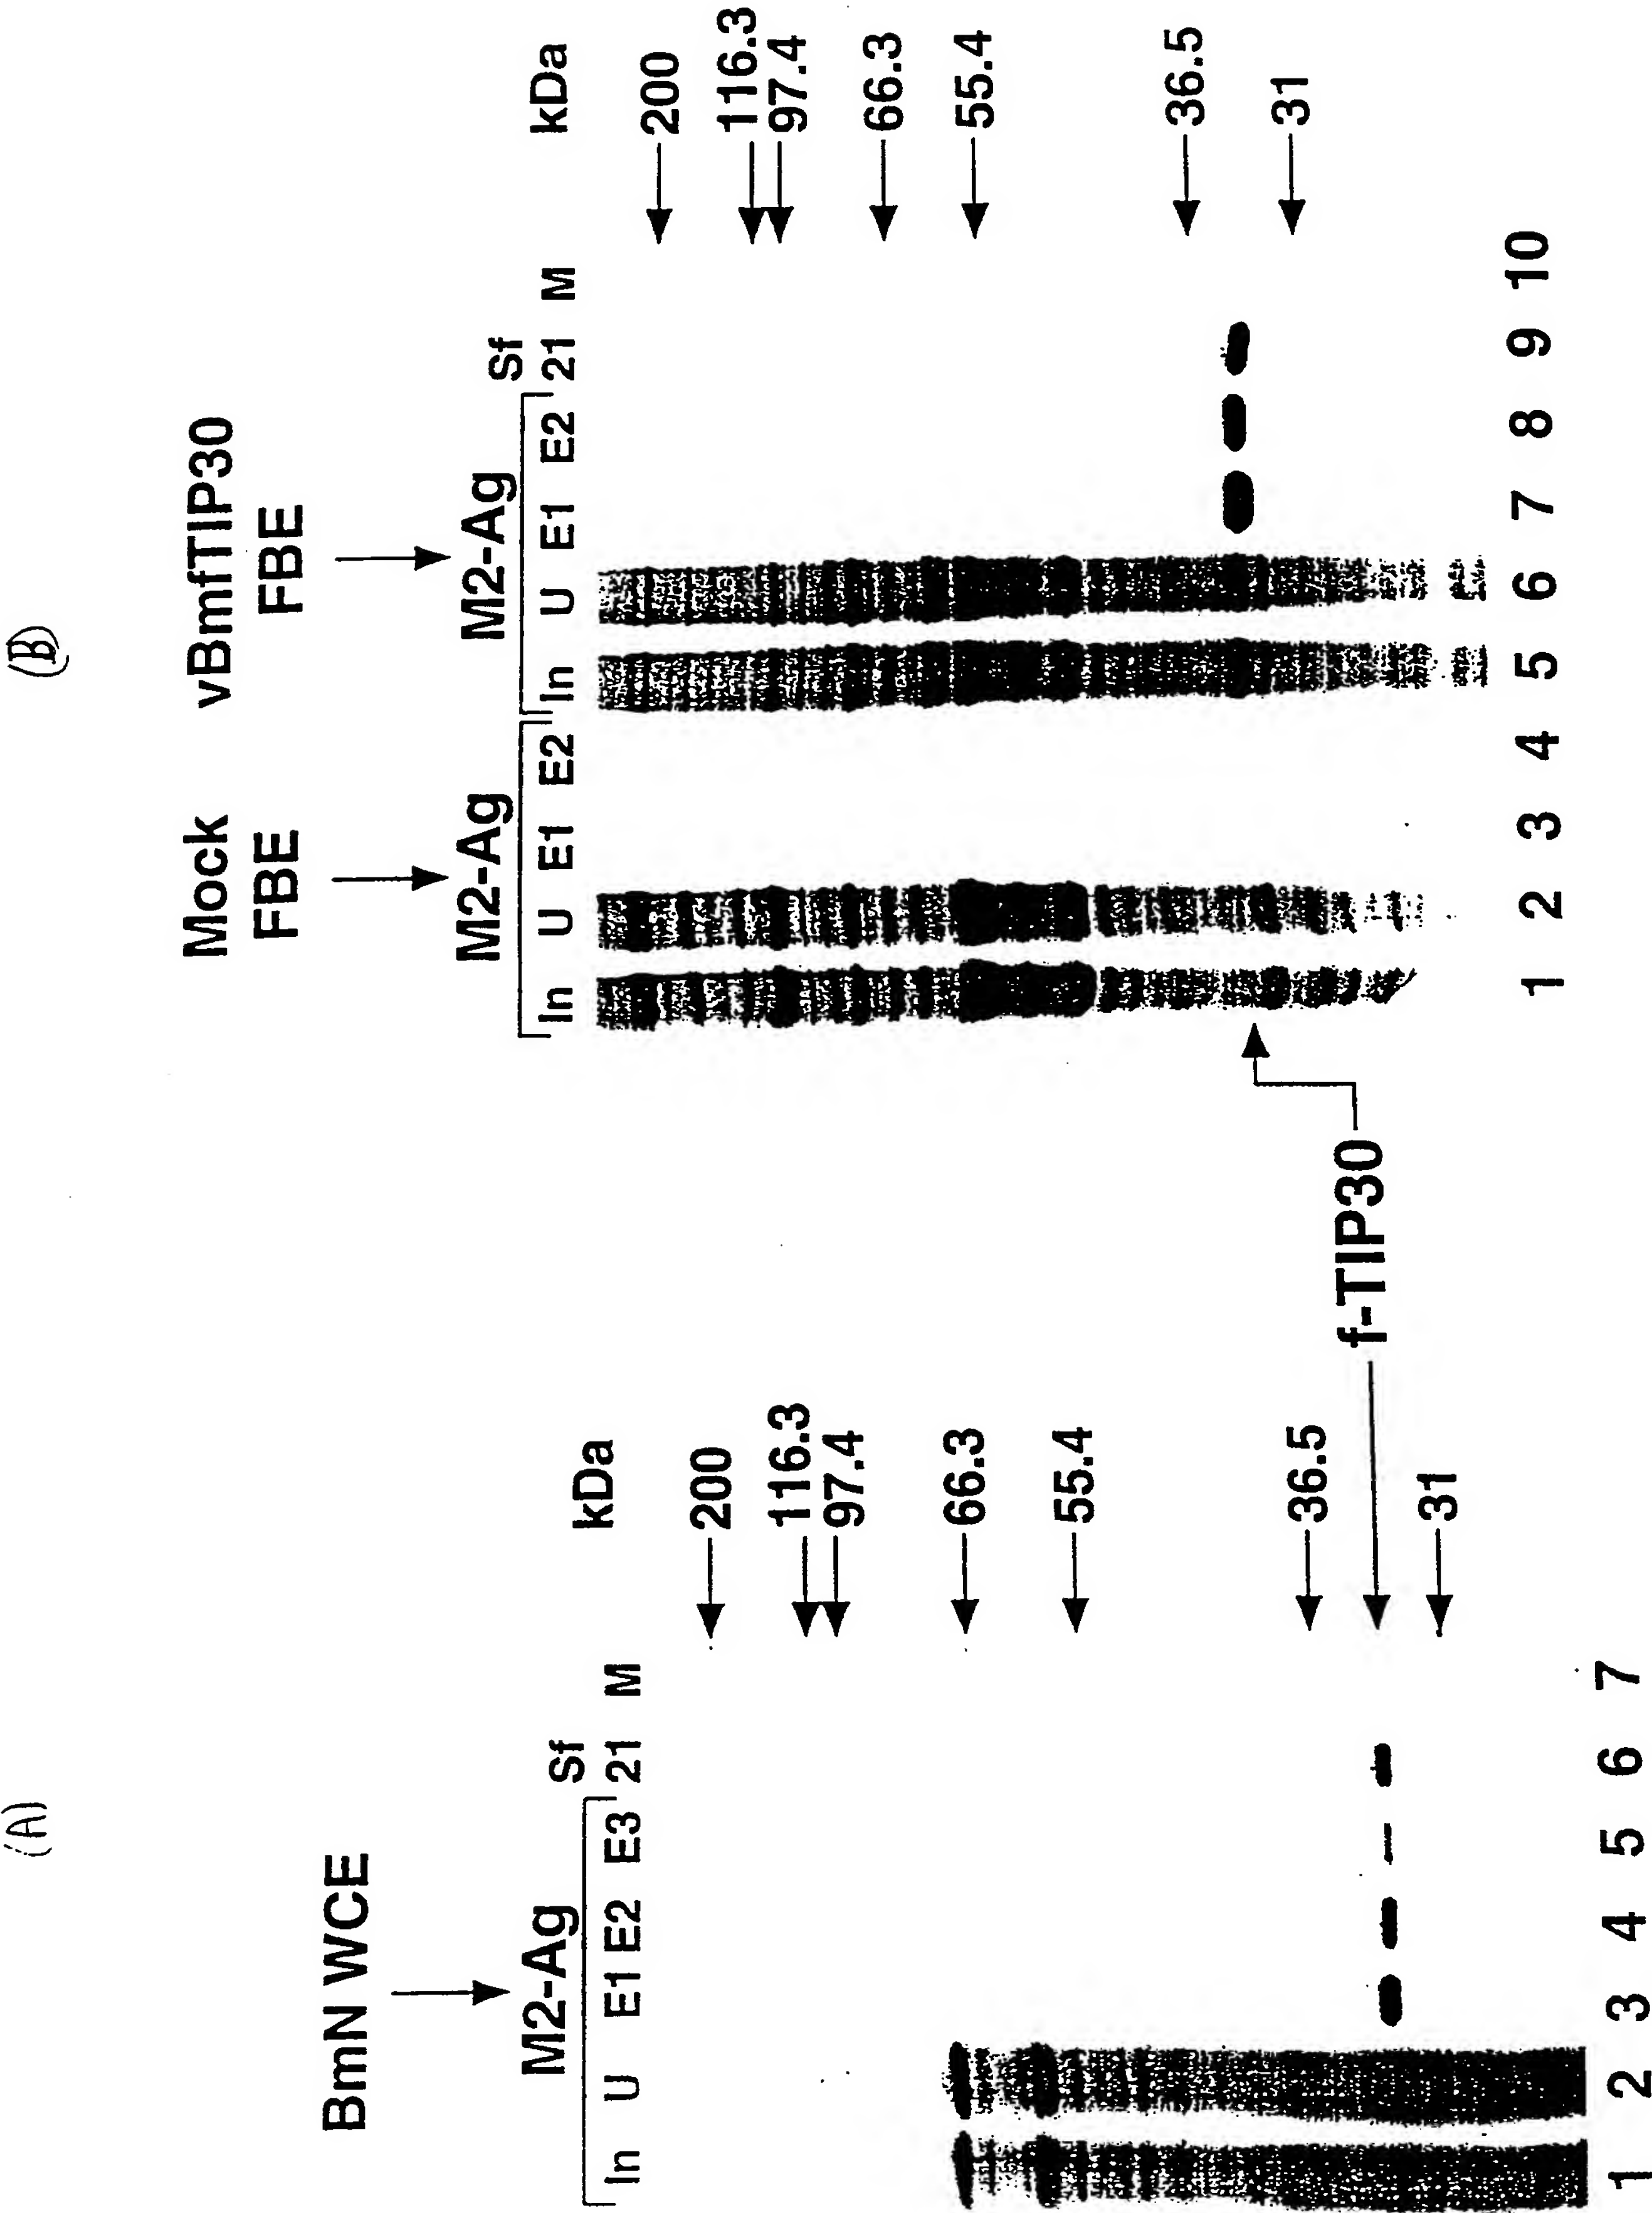 (A)
BmN WCE
M2-Ag
Sf
In U E1 E2 E3 21 M
kDa
200
116.3
97.4
66.3
55.4
36.5
31
1 2 3 4 5 6 7
f-TIP30
(B)
Mock vBmfTIP30
FBE FBE
M2-Ag M2-Ag
Sf
In U E1 E2 In U E1 E2 21 M
kDa
200
116.3
97.4
66.3
55.4
36.5
31
1 2 3 4 5 6 7 8 9 10